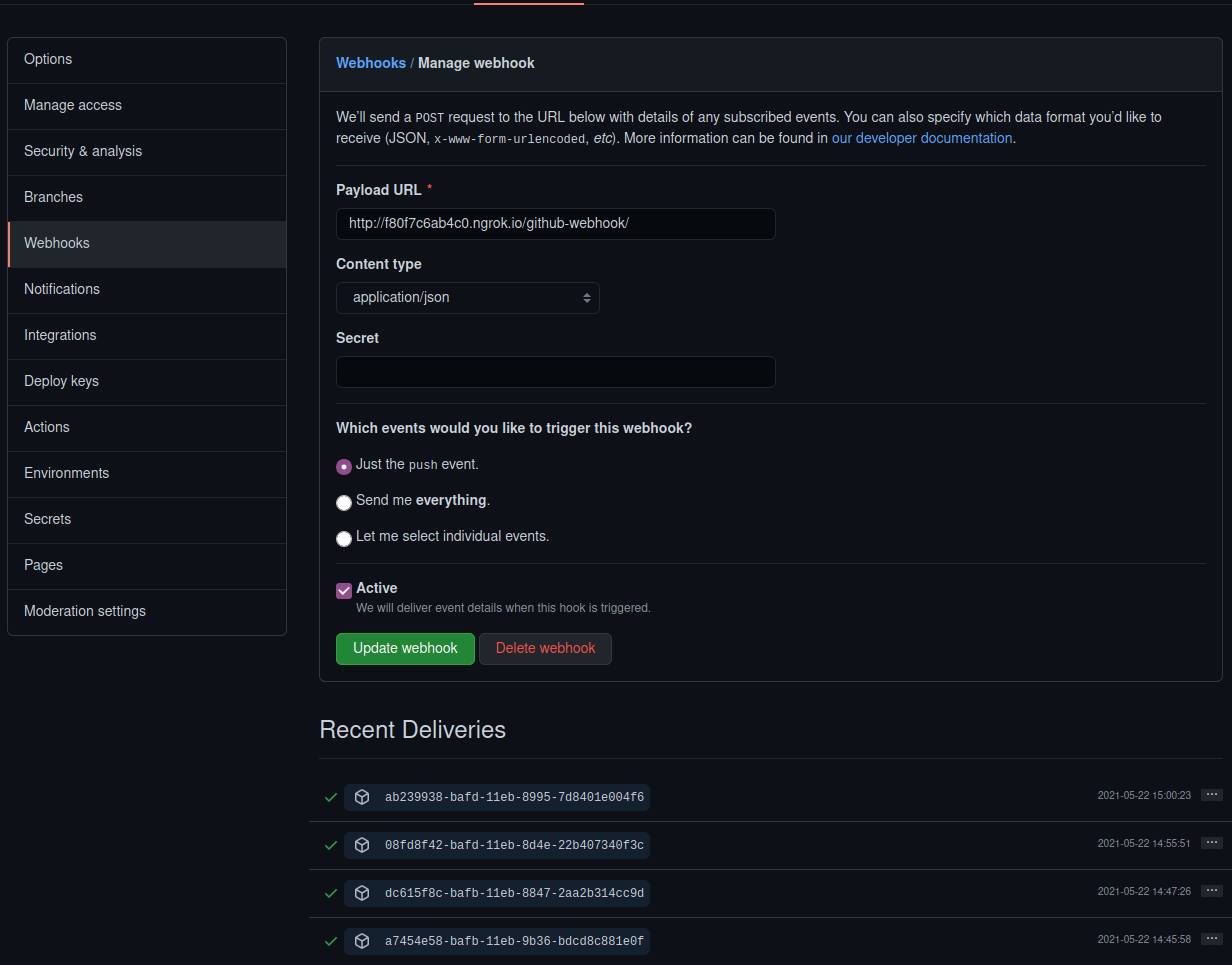 Options
Manage access
Security & analysis
Branches
Webhooks
Notifications
Integrations
Deploy keys
Actions
Environments
Secrets
Pages
Moderation settings
Webhooks / Manage webhook
We'll send a POST request to the URL below with details of any subscribed events. You can also specify which data format you'd like to
receive (JSON, x-www-form-urlencoded, etc). More information can be found in our developer documentation.
Payload URL *
http://f80f7c6ab4c0.ngrok.io/github-webhook/
Content type
application/json
Secret
Which events would you like to trigger this webhook?
Just the push event.
Send me everything.
Let me select individual events.
Active
We will deliver event details when this hook is triggered.
Update webhook Delete webhook
Recent Deliveries
ab239938-bafd-11eb-8995-7d8401e004f6 2021-05-22 15:00:23 ...
08fd8f42-bafd-11eb-8d4e-22b407340f3c 2021-05-22 14:55:51 ...
dc615f8c-bafb-11eb-8847-2aa2b314cc9d 2021-05-22 14:47:26 ...
a7454e58-bafb-11eb-9b36-bdcd8c881e0f 2021-05-22 14:45:58 ...